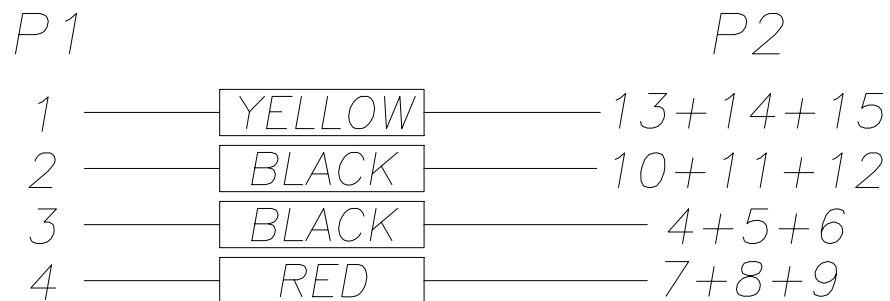 P1 P2
1 YELLOW 13+14+15
2 BLACK 10+11+12
3 BLACK 4+5+6
4 RED 7+8+9